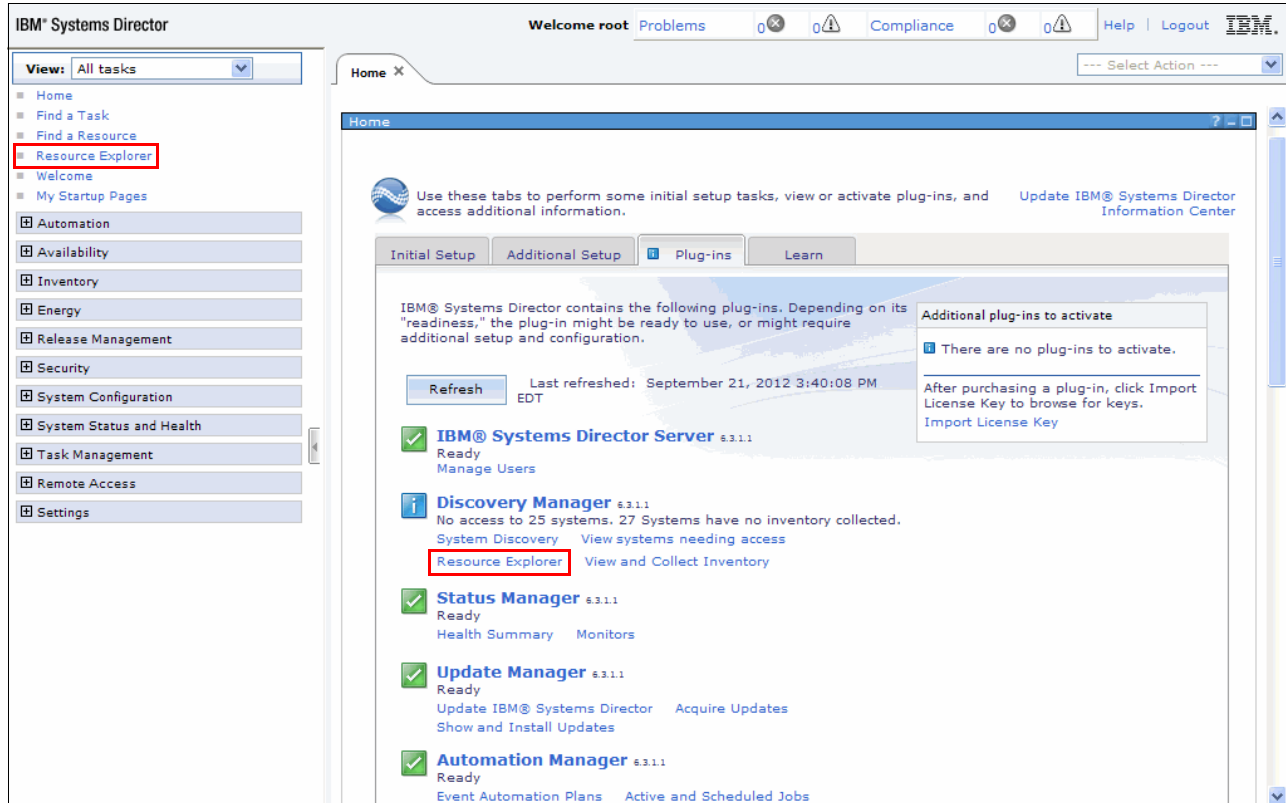 IBM® Systems Director
Welcome root Problems 0 0 Compliance 0 0 Help | Logout IBM.
View: All tasks
Home
Find a Task
Find a Resource
Resource Explorer
Welcome
My Startup Pages
Automation
Availability
Inventory
Energy
Release Management
Security
System Configuration
System Status and Health
Task Management
Remote Access
Settings
Home X
--- Select Action ---
Home
Use these tabs to perform some initial setup tasks, view or activate plug-ins, and
access additional information.
Update IBM® Systems Director
Information Center
Initial Setup Additional Setup Plug-ins Learn
IBM® Systems Director contains the following plug-ins. Depending on its
"readiness," the plug-in might be ready to use, or might require
additional setup and configuration.
Refresh Last refreshed: September 21, 2012 3:40:08 PM
EDT
Additional plug-ins to activate
There are no plug-ins to activate.
After purchasing a plug-in, click Import
License Key to browse for keys.
Import License Key
IBM® Systems Director Server 6.3.1.1
Ready
Manage Users
Discovery Manager 6.3.1.1
No access to 25 systems. 27 Systems have no inventory collected.
System Discovery View systems needing access
Resource Explorer View and Collect Inventory
Status Manager 6.3.1.1
Ready
Health Summary Monitors
Update Manager 6.3.1.1
Ready
Update IBM® Systems Director Acquire Updates
Show and Install Updates
Automation Manager 6.3.1.1
Ready
Event Automation Plans Active and Scheduled Jobs